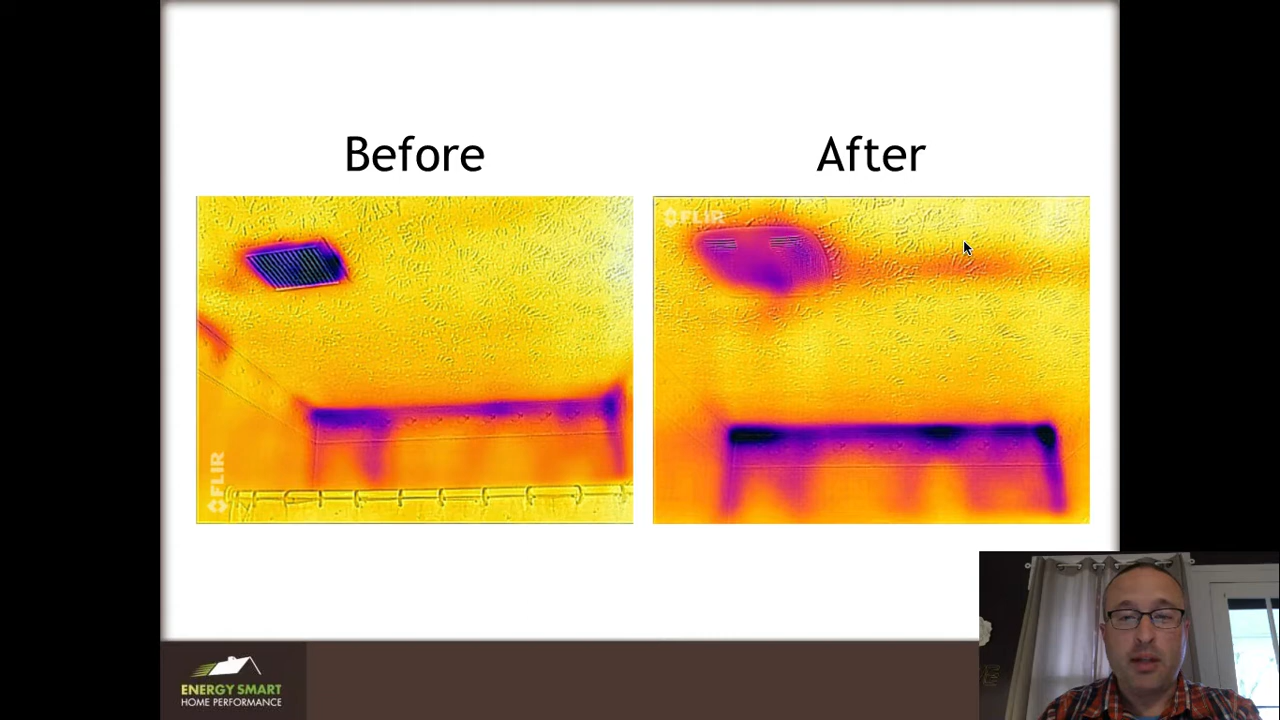 Before
After
FLIR
FLIR
ENERGY SMART
HOME PERFORMANCE